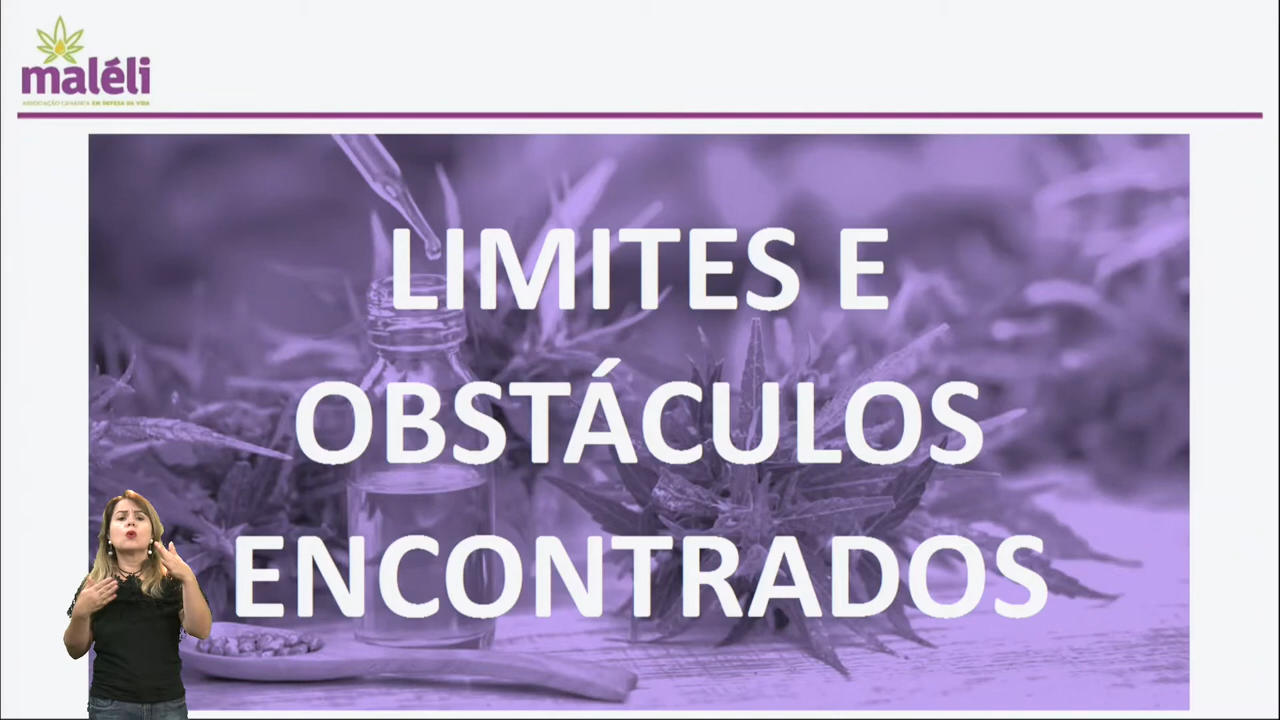 maléli
ASSOCIAÇÃO CANÁBICA EM DEFESA DA VIDA
LIMITES E
OBSTÁCULOS
ENCONTRADOS